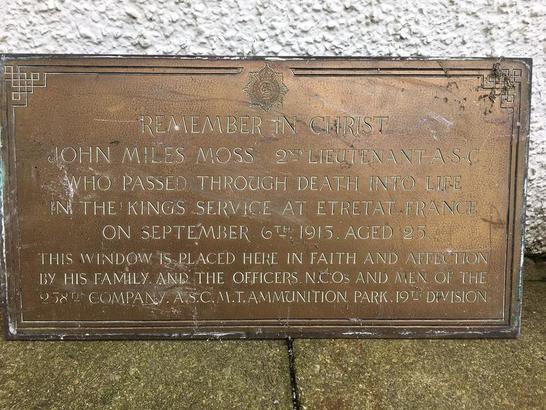 REMEMBER IN CHRIST
JOHN MILES MOSS 2ND LIEUTENANT A.S.C
WHO PASSED THROUGH DEATH INTO LIFE
IN THE KING'S SERVICE AT ETRETAT. FRANCE
ON SEPTEMBER 6TH, 1915. AGED 25.
THIS WINDOW IS PLACED HERE IN FAITH AND AFFECTION
BY HIS FAMILY. AND THE OFFICERS. N.C.Os AND MEN OF THE
258TH COMPANY. A.S.C. M.T. AMMUNITION. PARK. 19TH DIVISION